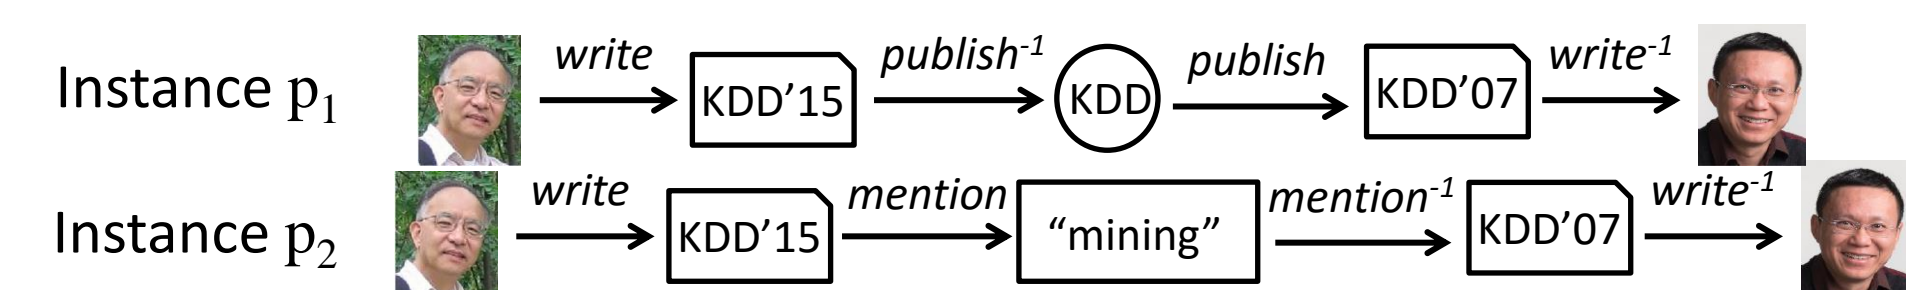 Instance p₁ write KDD'15 publish⁻¹ KDD publish KDD'07 write⁻¹
Instance p₂ write KDD'15 mention "mining" mention⁻¹ KDD'07 write⁻¹